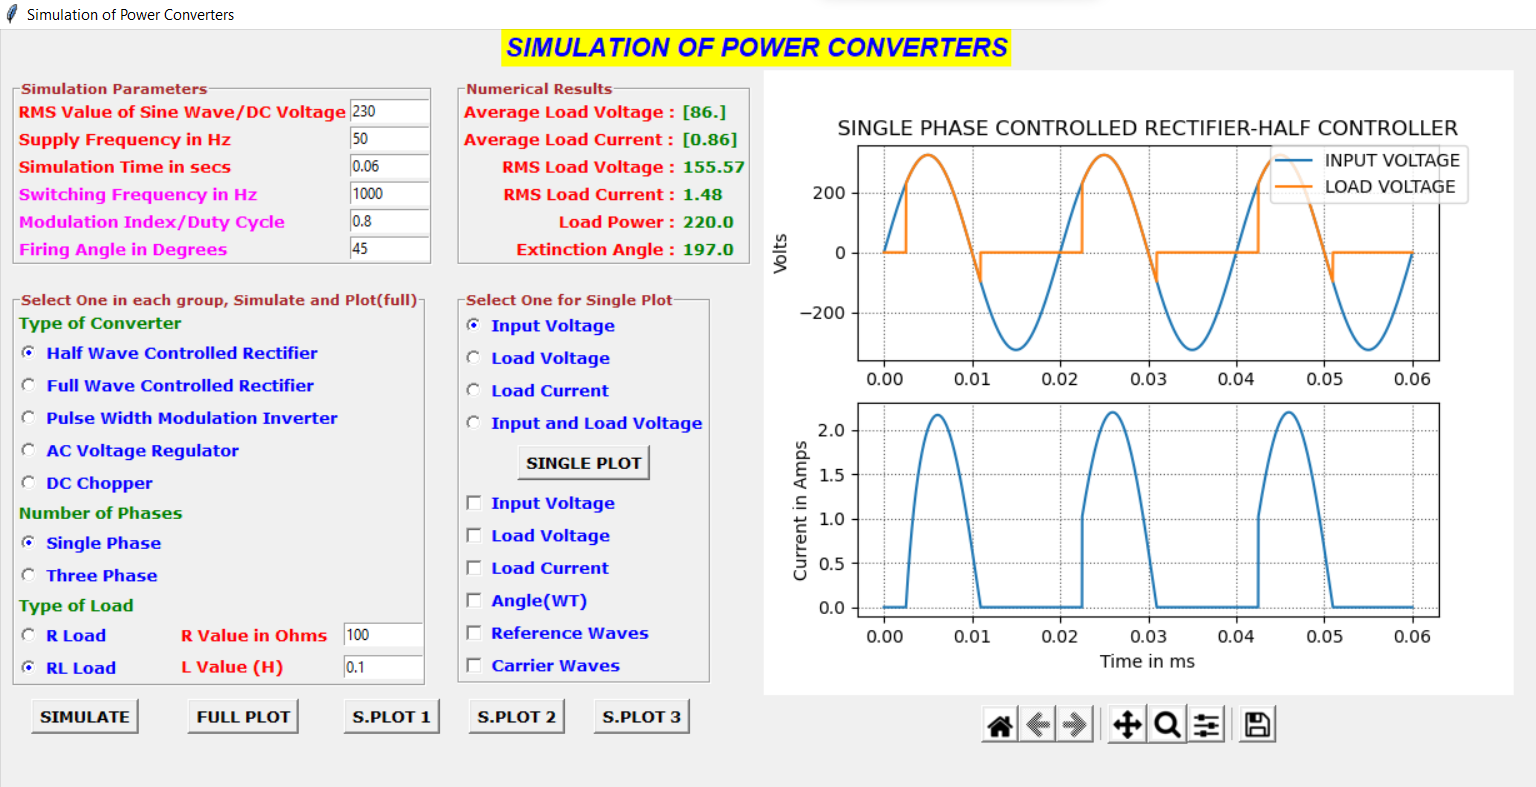 Simulation of Power Converters
SIMULATION OF POWER CONVERTERS
Simulation Parameters
RMS Value of Sine Wave/DC Voltage 230
Supply Frequency in Hz 50
Simulation Time in secs 0.06
Switching Frequency in Hz 1000
Modulation Index/Duty Cycle 0.8
Firing Angle in Degrees 45
Numerical Results
Average Load Voltage : [86.]
Average Load Current : [0.86]
RMS Load Voltage : 155.57
RMS Load Current : 1.48
Load Power : 220.0
Extinction Angle : 197.0
Select One in each group, Simulate and Plot(full)
Type of Converter
Half Wave Controlled Rectifier
Full Wave Controlled Rectifier
Pulse Width Modulation Inverter
AC Voltage Regulator
DC Chopper
Number of Phases
Single Phase
Three Phase
Type of Load
R Load R Value in Ohms 100
RL Load L Value (H) 0.1
Select One for Single Plot
Input Voltage
Load Voltage
Load Current
Input and Load Voltage
SINGLE PLOT
Input Voltage
Load Voltage
Load Current
Angle(WT)
Reference Waves
Carrier Waves
SIMULATE FULL PLOT S.PLOT 1 S.PLOT 2 S.PLOT 3
SINGLE PHASE CONTROLLED RECTIFIER-HALF CONTROLLER
INPUT VOLTAGE
LOAD VOLTAGE
Volts
200
0
−200
0.00 0.01 0.02 0.03 0.04 0.05 0.06
Current in Amps
2.0
1.5
1.0
0.5
0.0
0.00 0.01 0.02 0.03 0.04 0.05 0.06
Time in ms